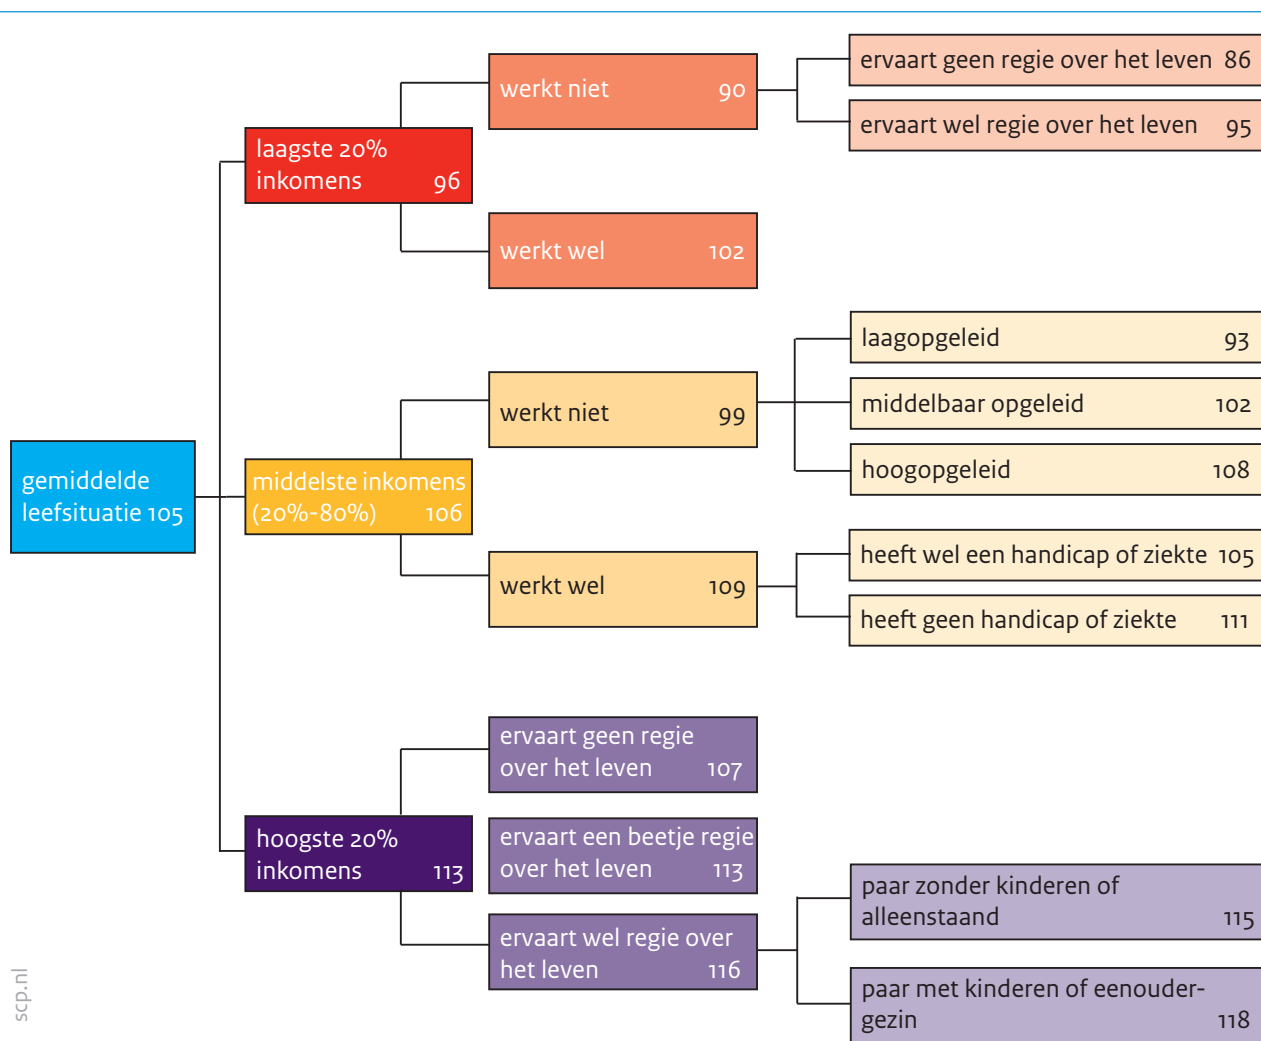 gemiddelde
leefsituatie 105
laagste 20%
inkomens 96
werkt niet 90
ervaart geen regie over het leven 86
ervaart wel regie over het leven 95
werkt wel 102
middelste inkomens
(20%-80%) 106
werkt niet 99
laagopgeleid 93
middelbaar opgeleid 102
hoogopgeleid 108
werkt wel 109
heeft wel een handicap of ziekte 105
heeft geen handicap of ziekte 111
hoogste 20%
inkomens 113
ervaart geen regie
over het leven 107
ervaart een beetje regie
over het leven 113
ervaart wel regie over
het leven 116
paar zonder kinderen of
alleenstaand 115
paar met kinderen of eenouder-
gezin 118
scp.nl